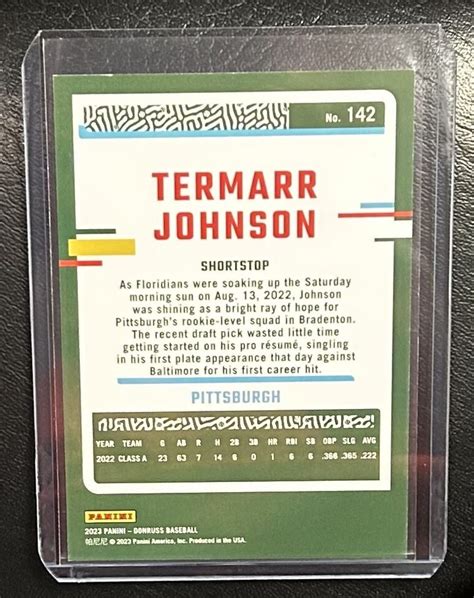 No. 142
TERMARR
JOHNSON
SHORTSTOP
As Floridians were soaking up the Saturday
morning sun on Aug. 13, 2022, Johnson
was shining as a bright ray of hope for
Pittsburgh's rookie-level squad in Bradenton.
The recent draft pick wasted little time
getting started on his pro résumé, singling
in his first plate appearance that day against
Baltimore for his first career hit.
PITTSBURGH
YEAR TEAM G AB R H 2B 3B HR RBI SB OBP SLG AVG
2022 CLASS A 23 63 7 14 6 0 1 6 6 .366 .365 .222
PANINI
2023 PANINI – DONRUSS BASEBALL
帕尼尼 © 2023 Panini America, Inc. Produced in the USA.